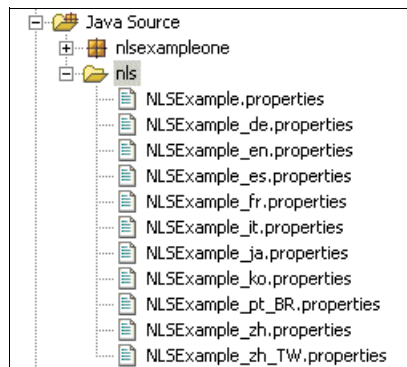 Java Source
nlsexampleone
nls
NLSExample.properties
NLSExample_de.properties
NLSExample_en.properties
NLSExample_es.properties
NLSExample_fr.properties
NLSExample_it.properties
NLSExample_ja.properties
NLSExample_ko.properties
NLSExample_pt_BR.properties
NLSExample_zh.properties
NLSExample_zh_TW.properties